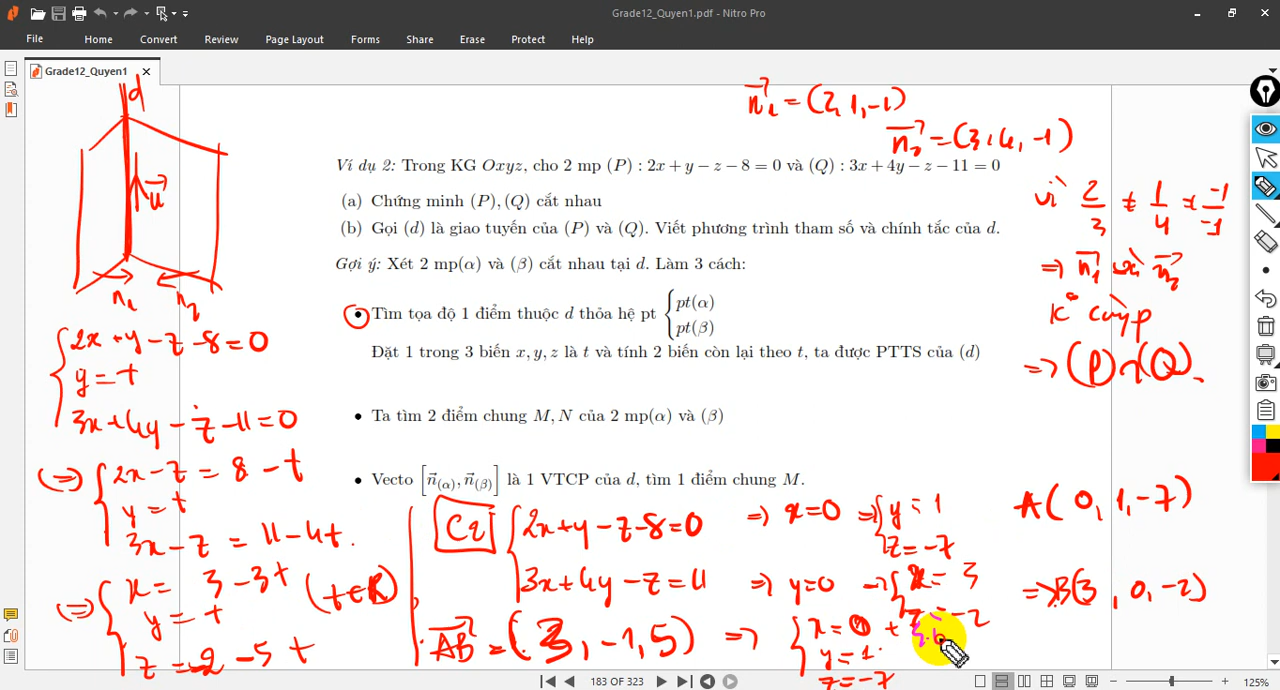 Grade12_Quyen1.pdf - Nitro Pro
File Home Convert Review Page Layout Forms Share Erase Protect Help
Grade12_Quyen1
d
u
n₁ n₂
n₁ = (2, 1, -1)
n₂ = (3, 4, -1)
Ví dụ 2: Trong KG Oxyz, cho 2 mp (P) : 2x + y − z − 8 = 0 và (Q) : 3x + 4y − z − 11 = 0
(a) Chứng minh (P), (Q) cắt nhau
(b) Gọi (d) là giao tuyến của (P) và (Q). Viết phương trình tham số và chính tắc của d.
Gợi ý: Xét 2 mp(α) và (β) cắt nhau tại d. Làm 3 cách:
• Tìm tọa độ 1 điểm thuộc d thỏa hệ pt { pt(α)
pt(β)
Đặt 1 trong 3 biến x, y, z là t và tính 2 biến còn lại theo t, ta được PTTS của (d)
• Ta tìm 2 điểm chung M, N của 2 mp(α) và (β)
• Vecto [n⃗(α), n⃗(β)] là 1 VTCP của d, tìm 1 điểm chung M.
vì 2/3 ≠ 1/4 ≠ -1/-1
=> n₁ và n₂
k° cùng p
=> (P) ∩ (Q).
2x + y - z - 8 = 0
y = t
3x + 4y - z - 11 = 0
(=) 2x - z = 8 - t
y = t
3x - z = 11 - 4t.
(=) x = 3 - 3t (t ∈ R)
y = t
z = -2 - 5t
C2 2x + y - z - 8 = 0 => x = 0 => y = 1
z = -7
A(0, 1, -7)
3x + 4y - z = 11 => y = 0 => x = 3
z = -2
=> B(3, 0, -2)
AB = (3, -1, 5) => x = 0 +
y = 1
z = -7
183 OF 323
125%